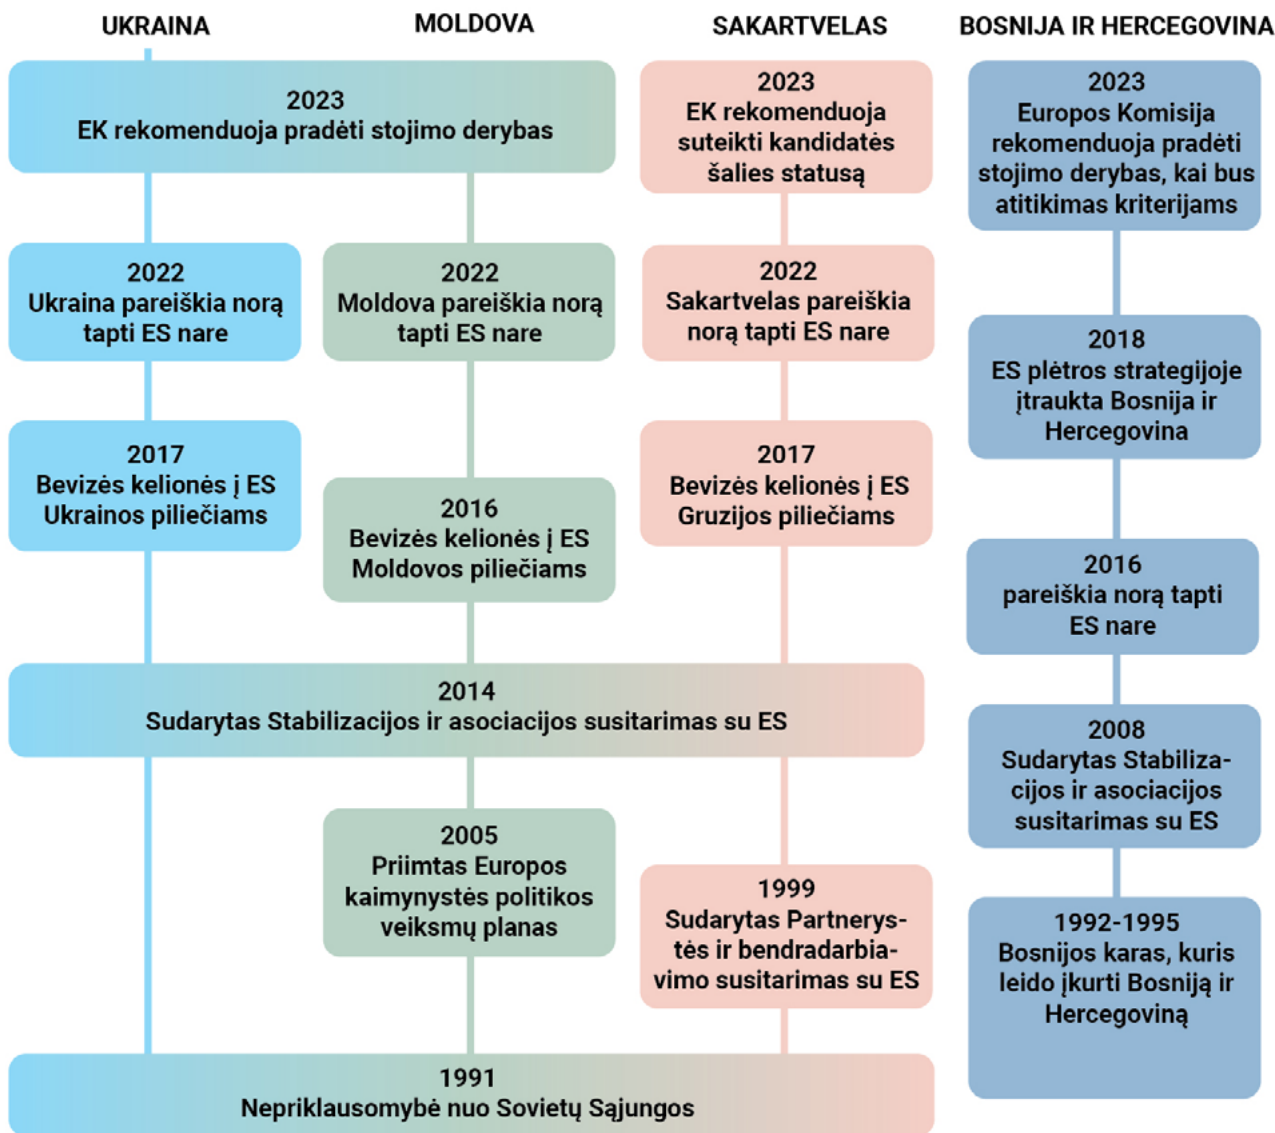 UKRAINA
MOLDOVA
SAKARTVELAS
BOSNIJA IR HERCEGOVINA
2023
EK rekomenduoja pradėti stojimo derybas
2023
EK rekomenduoja
suteikti kandidatės
šalies statusą
2023
Europos Komisija
rekomenduoja pradėti
stojimo derybas, kai bus
atitikimas kriterijams
2022
Ukraina pareiškia norą
tapti ES nare
2022
Moldova pareiškia norą
tapti ES nare
2022
Sakartvelas pareiškia
norą tapti ES nare
2018
ES plėtros strategijoje
įtraukta Bosnija ir
Hercegovina
2017
Bevizės kelionės į ES
Ukrainos piliečiams
2016
Bevizės kelionės į ES
Moldovos piliečiams
2017
Bevizės kelionės į ES
Gruzijos piliečiams
2016
pareiškia norą tapti
ES nare
2014
Sudarytas Stabilizacijos ir asociacijos susitarimas su ES
2008
Sudarytas Stabiliza-
cijos ir asociacijos
susitarimas su ES
2005
Priimtas Europos
kaimynystės politikos
veiksmų planas
1999
Sudarytas Partnerys-
tės ir bendradarbia-
vimo susitarimas su ES
1992-1995
Bosnijos karas, kuris
leido įkurti Bosniją ir
Hercegoviną
1991
Nepriklausomybė nuo Sovietų Sąjungos